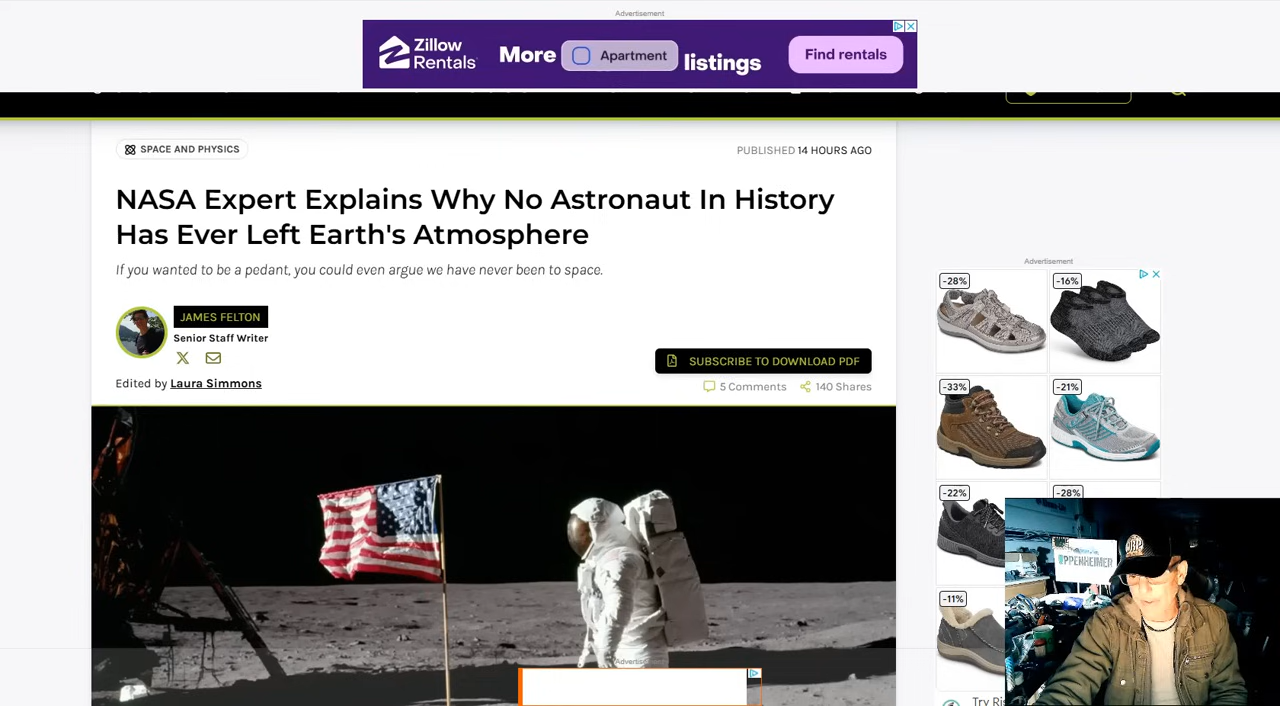 Advertisement
Zillow
Rentals
More
Apartment
listings
Find rentals
SPACE AND PHYSICS
PUBLISHED 14 HOURS AGO
NASA Expert Explains Why No Astronaut In History
Has Ever Left Earth's Atmosphere
If you wanted to be a pedant, you could even argue we have never been to space.
JAMES FELTON
Senior Staff Writer
SUBSCRIBE TO DOWNLOAD PDF
Edited by Laura Simmons
5 Comments
140 Shares
Advertisement
-28%
-16%
-33%
-21%
-22%
-28%
-11%
PPENHEIMER
Advertise